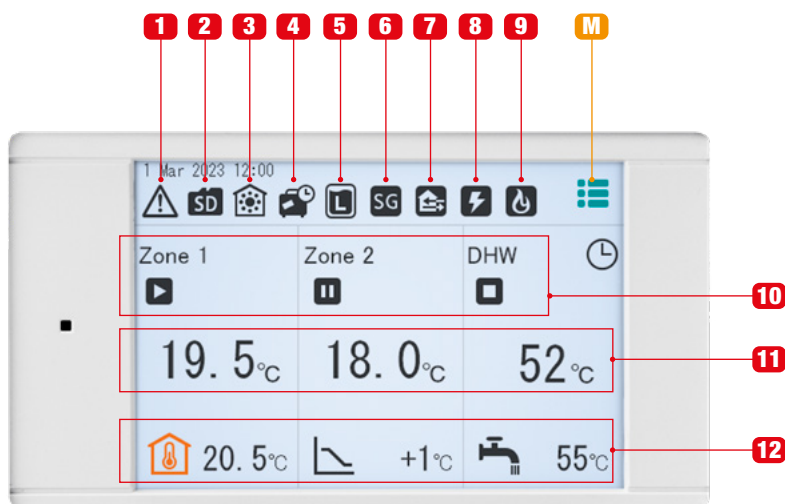 1 2 3 4 5 6 7 8 9 M
1 Mar 2023 12:00
SD L SG
Zone 1 Zone 2 DHW
10
19. 5℃ 18. 0℃ 52℃
11
20. 5℃ +1℃ 55℃
12